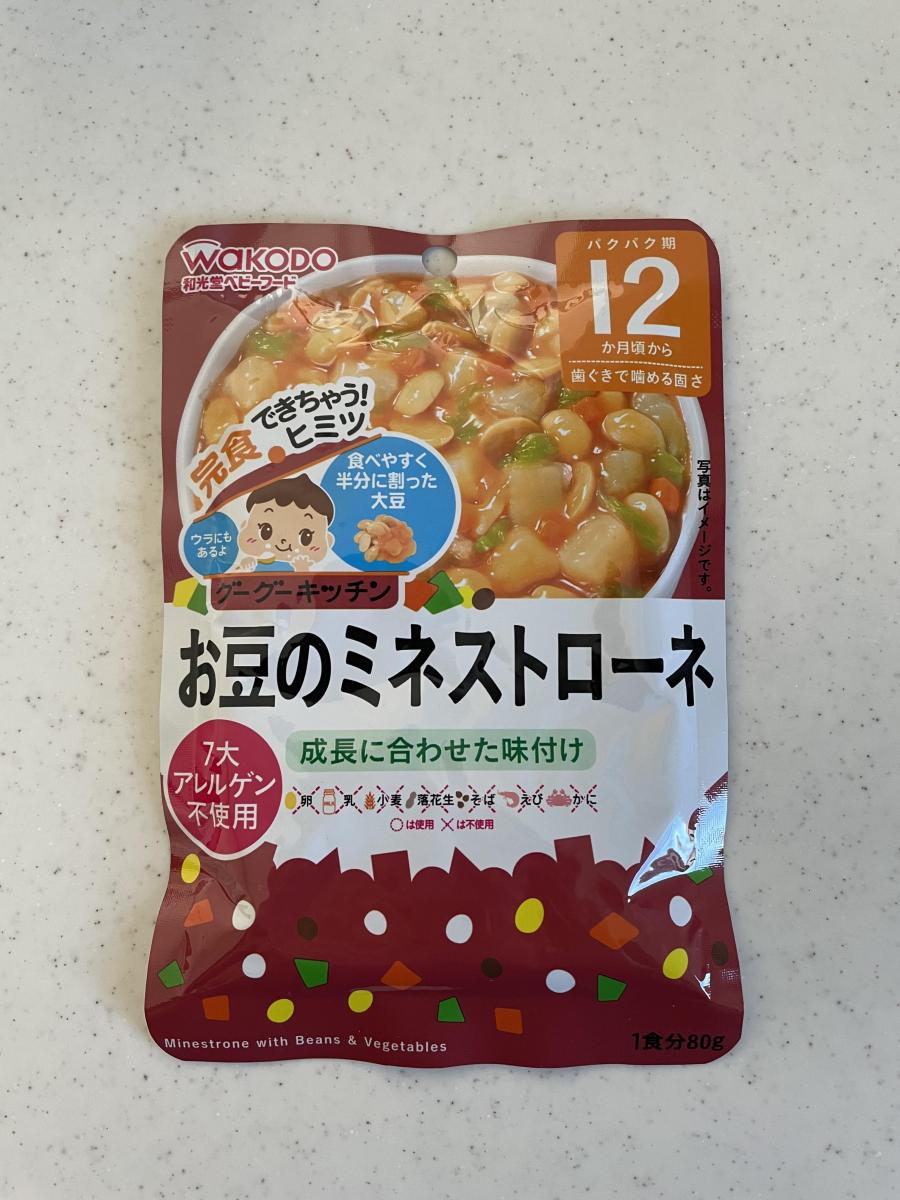 WaKODO
和光堂ベビーフード
パクパク期
12
か月頃から
歯ぐきで噛める固さ
完食できちゃう!
ヒミツ
食べやすく
半分に割った
大豆
ウラにも
あるよ
写真はイメージです。
グーグーキッチン
お豆のミネストローネ
7大
アレルゲン
不使用
成長に合わせた味付け
卵 乳 小麦 落花生 そば えび かに
は使用 は不使用
Minestrone with Beans & Vegetables
1食分80g